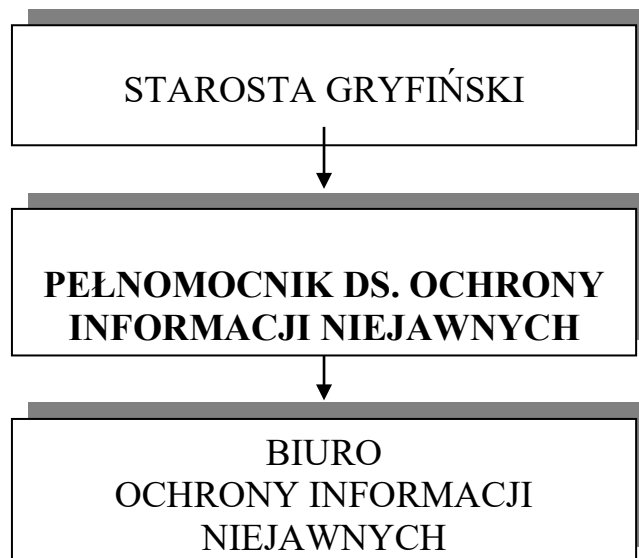 STAROSTA GRYFIŃSKI
PEŁNOMOCNIK DS. OCHRONY
INFORMACJI NIEJAWNYCH
BIURO
OCHRONY INFORMACJI
NIEJAWNYCH